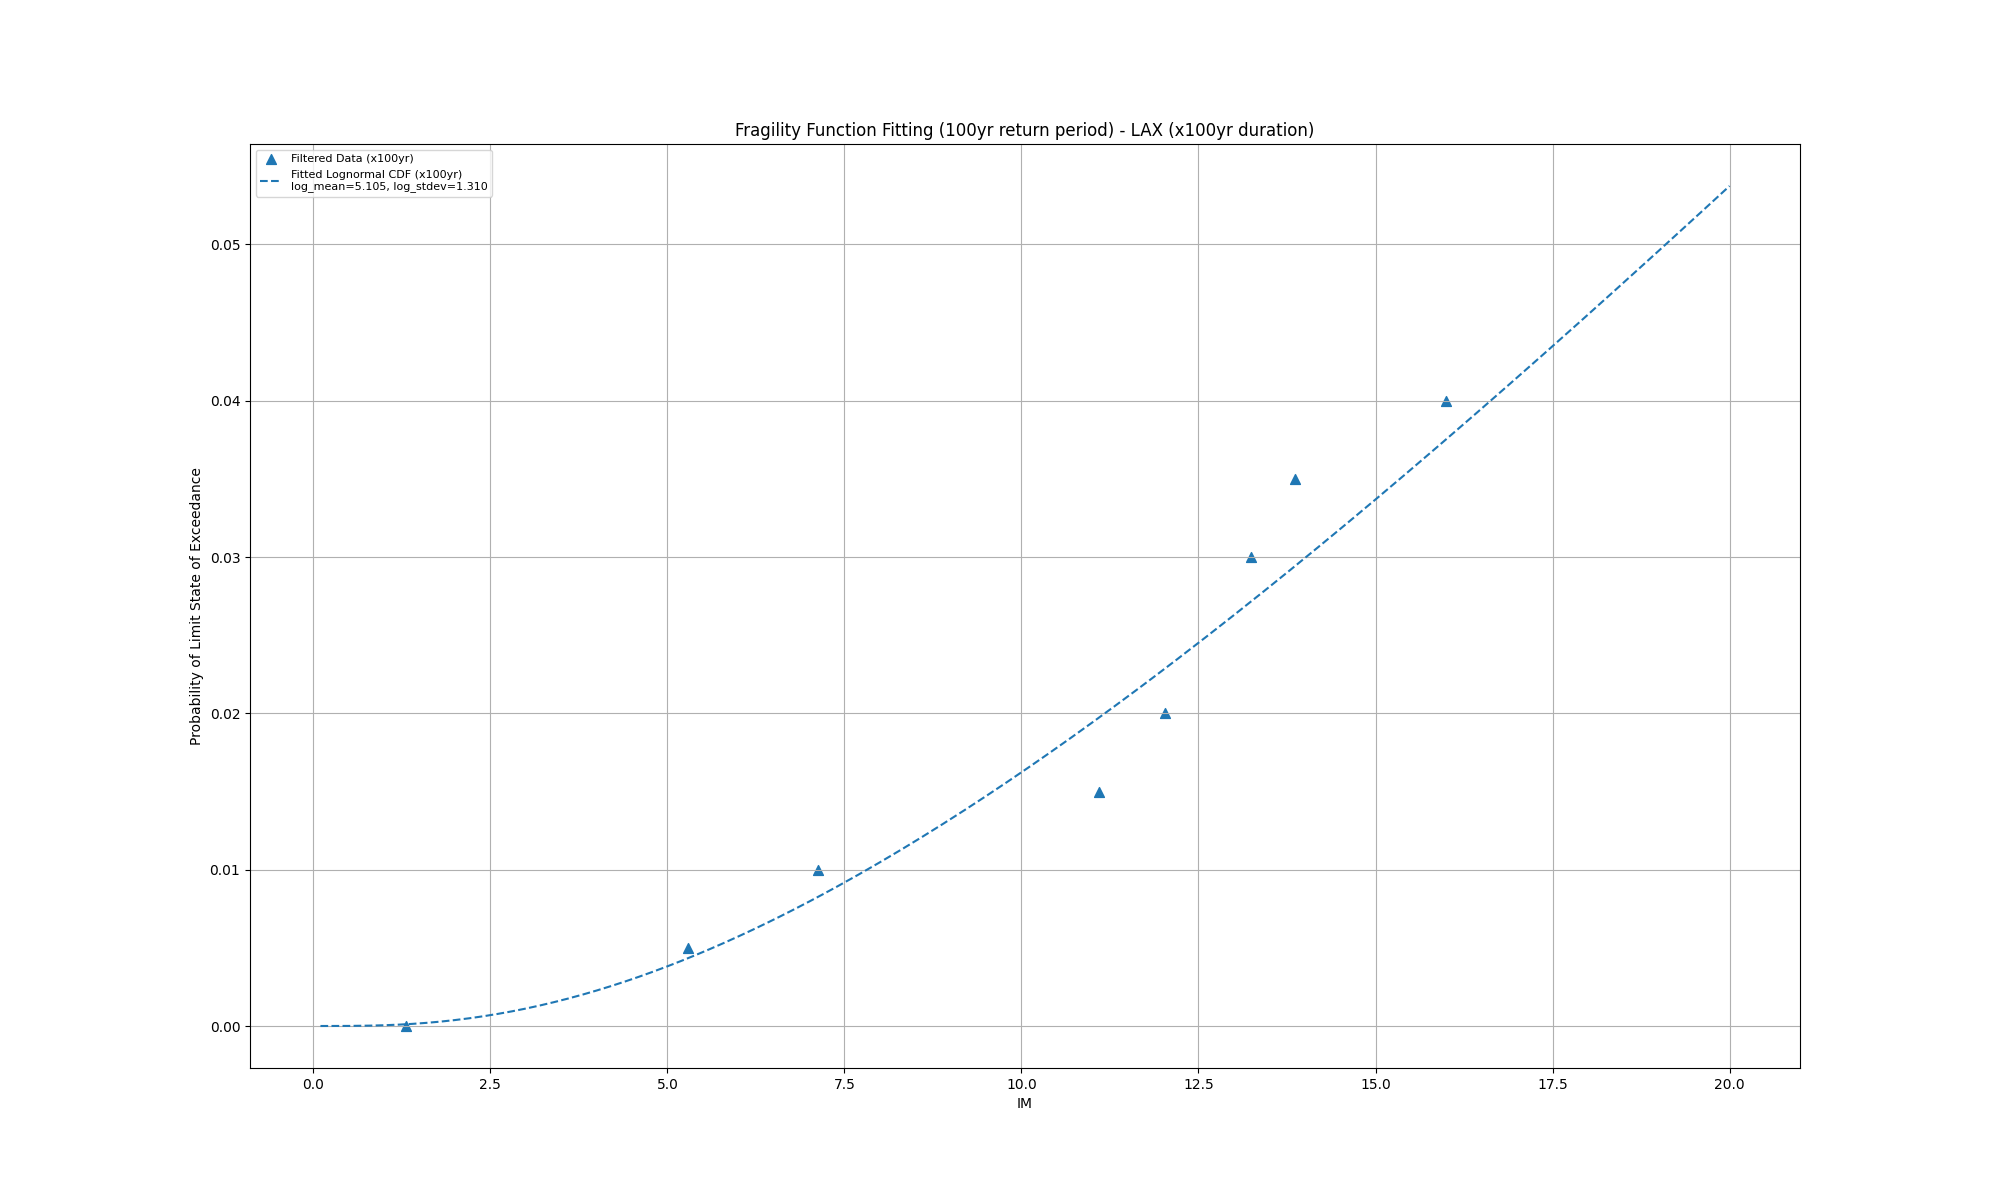 Fragility Function Fitting (100yr return period) - LAX (x100yr duration)
Filtered Data (x100yr)
Fitted Lognormal CDF (x100yr)
log_mean=5.105, log_stdev=1.310
Probability of Limit State of Exceedance
0.05
0.04
0.03
0.02
0.01
0.00
0.0 2.5 5.0 7.5 10.0 12.5 15.0 17.5 20.0
IM